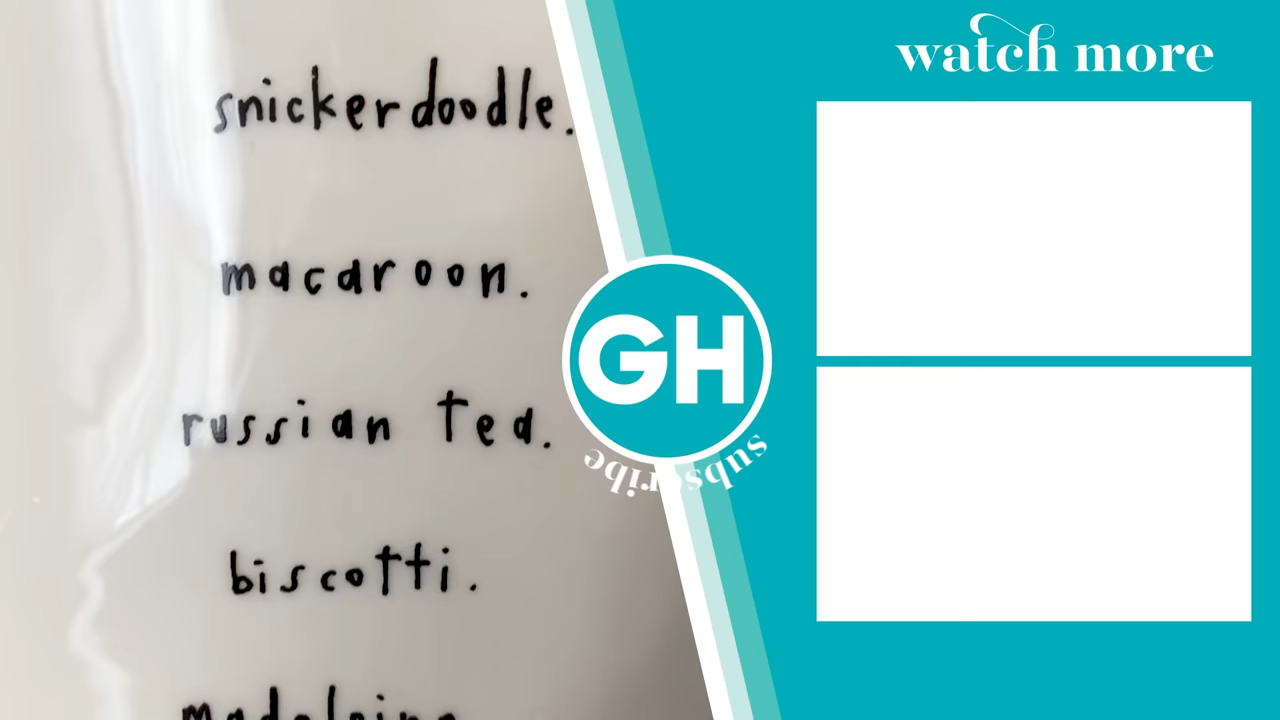 snickerdoodle.
macaroon.
russian tea.
biscotti.
watch more
GH
subscribe